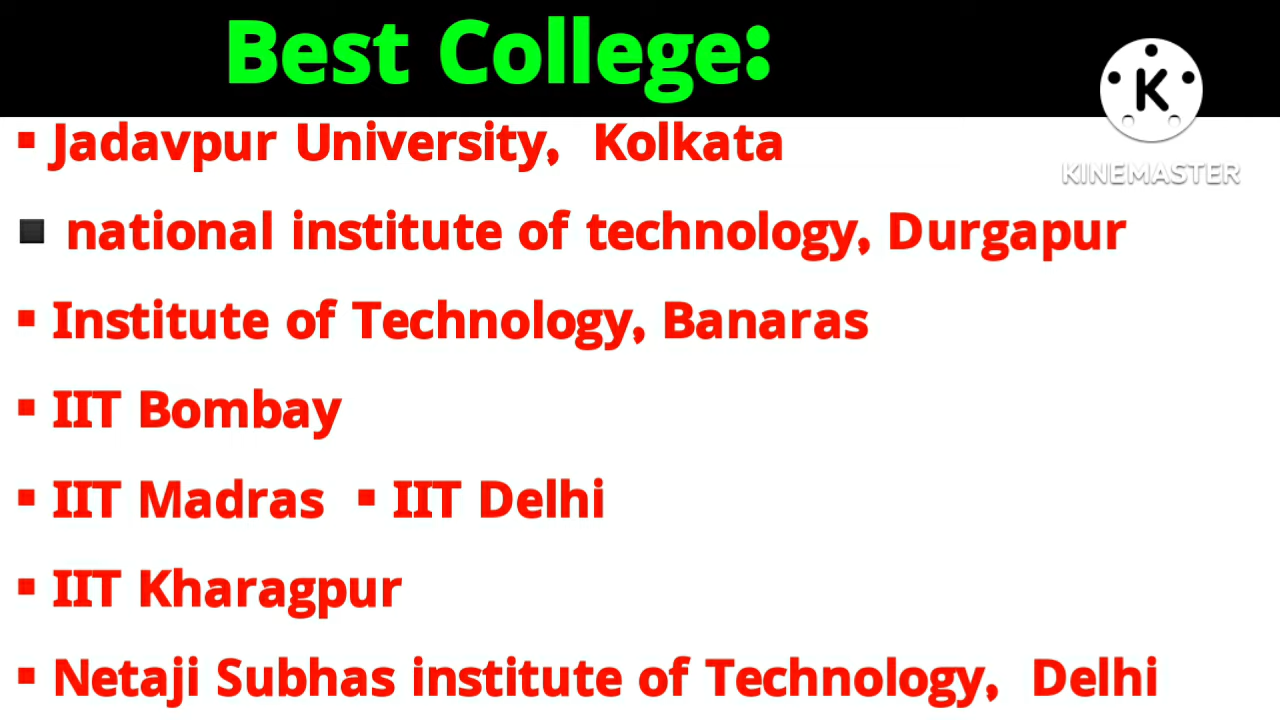 Best College:
K
KINEMASTER
▪ Jadavpur University, Kolkata
▪ national institute of technology, Durgapur
▪ Institute of Technology, Banaras
▪ IIT Bombay
▪ IIT Madras ▪ IIT Delhi
▪ IIT Kharagpur
▪ Netaji Subhas institute of Technology, Delhi